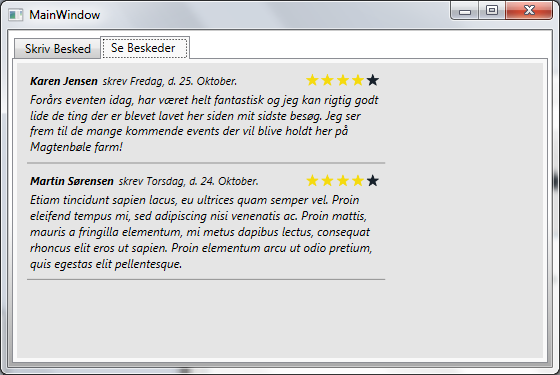 MainWindow
Skriv Besked
Se Beskeder
Karen Jensen skrev Fredag, d. 25. Oktober.
Forårs eventen idag, har været helt fantastisk og jeg kan rigtig godt
lide de ting der er blevet lavet her siden mit sidste besøg. Jeg ser
frem til de mange kommende events der vil blive holdt her på
Magtenbøle farm!
Martin Sørensen skrev Torsdag, d. 24. Oktober.
Etiam tincidunt sapien lacus, eu ultrices quam semper vel. Proin
eleifend tempus mi, sed adipiscing nisi venenatis ac. Proin mattis,
mauris a fringilla elementum, mi metus dapibus lectus, consequat
rhoncus elit eros ut sapien. Proin elementum arcu ut odio pretium,
quis egestas elit pellentesque.